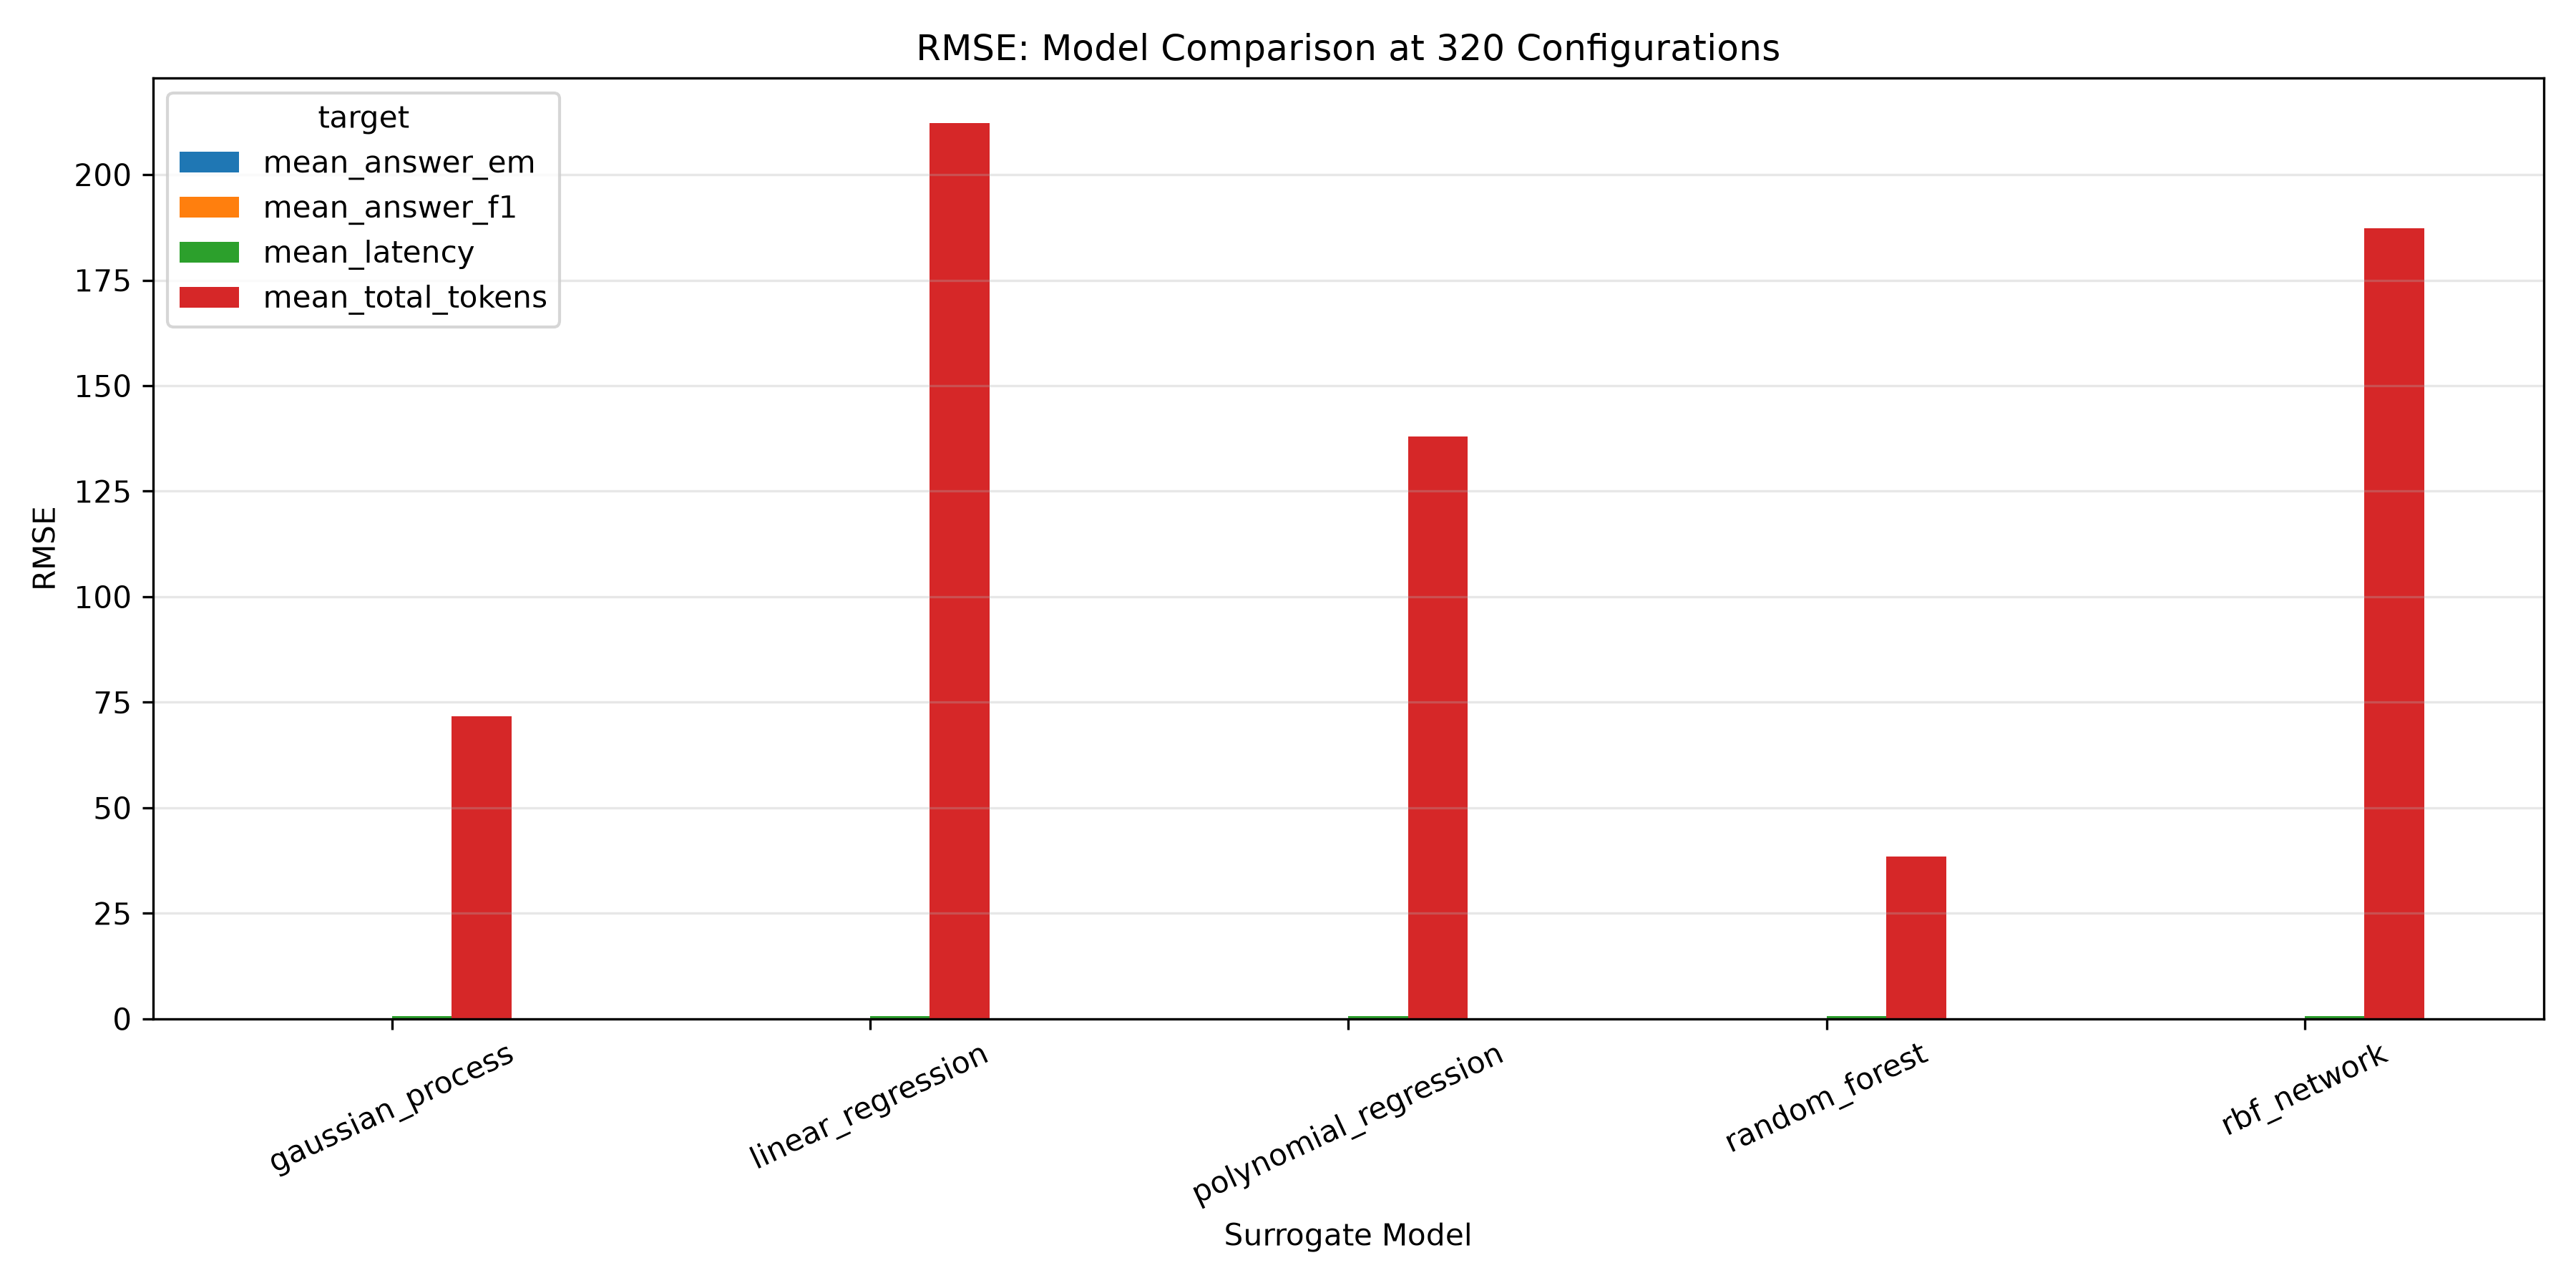 RMSE: Model Comparison at 320 Configurations
target
mean_answer_em
mean_answer_f1
mean_latency
mean_total_tokens
RMSE
200
175
150
125
100
75
50
25
0
gaussian_process
linear_regression
polynomial_regression
random_forest
rbf_network
Surrogate Model